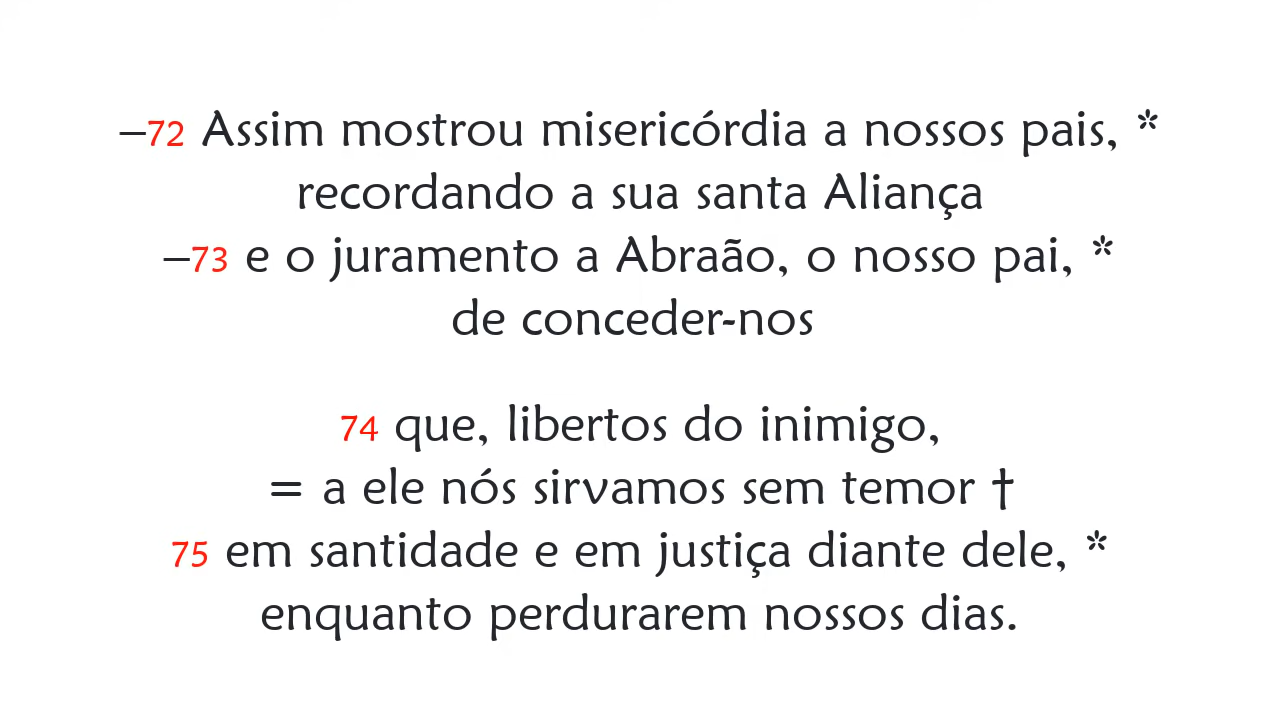 –72 Assim mostrou misericórdia a nossos pais, *
recordando a sua santa Aliança
–73 e o juramento a Abraão, o nosso pai, *
de conceder-nos
74 que, libertos do inimigo,
= a ele nós sirvamos sem temor †
75 em santidade e em justiça diante dele, *
enquanto perdurarem nossos dias.